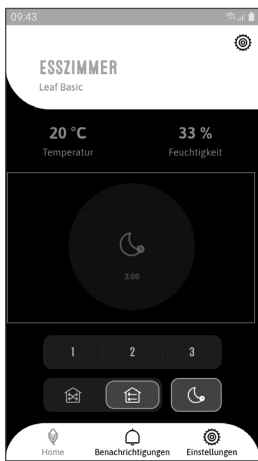 09:43
ESSZIMMER
Leaf Basic
20 °C 33 %
Temperatur Feuchtigkeit
3:00
1 2 3
Home Benachrichtigungen Einstellungen